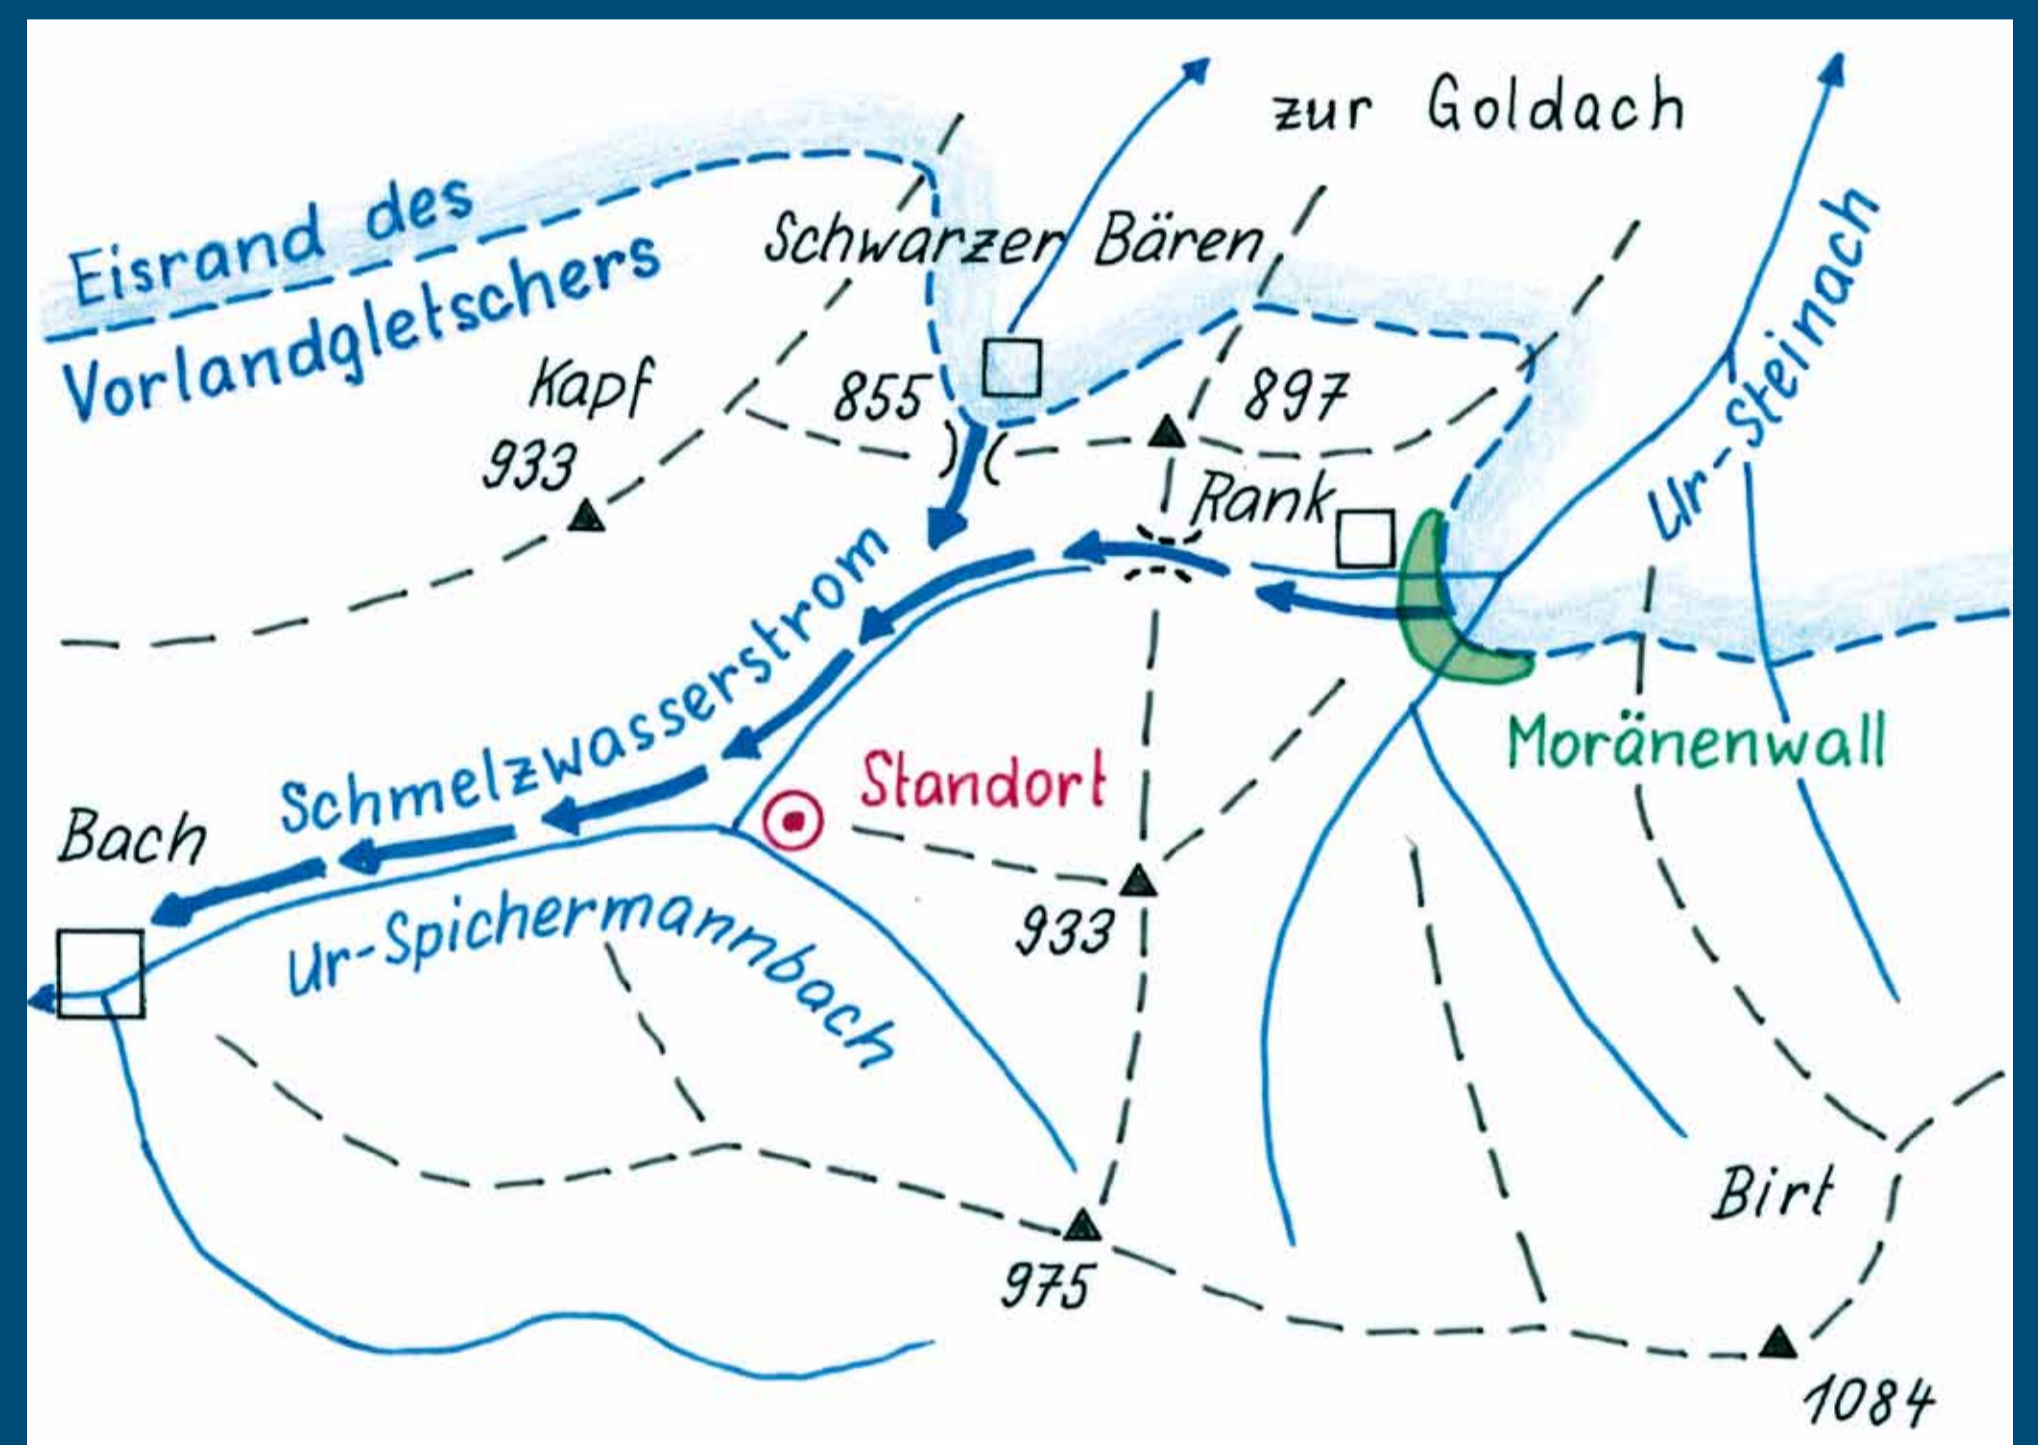 zur Goldach
Eisrand des
Vorlandgletschers
Schwarzer Bären
Ur-Steinach
Kapf
933
855
897
Rank
Schmelzwasserstrom
Standort
Moränenwall
Bach
Ur-Spichermannbach
933
Birt
975
1084